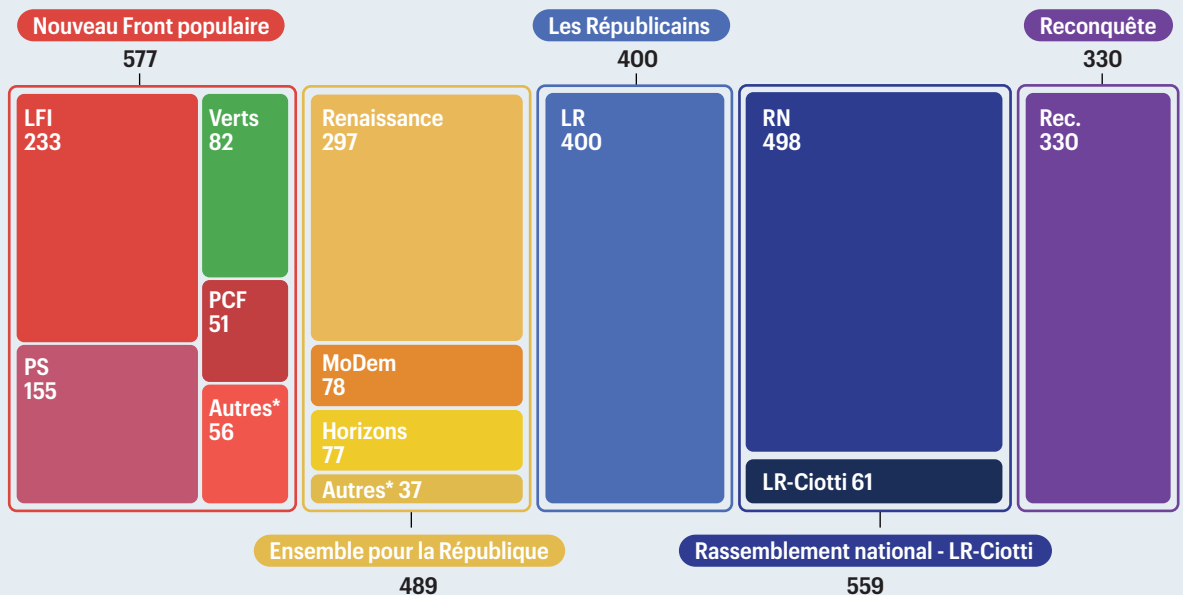 Nouveau Front populaire
577
Les Républicains
400
Reconquête
330
LFI
233
Verts
82
PCF
51
PS
155
Autres*
56
Renaissance
297
MoDem
78
Horizons
77
Autres* 37
LR
400
RN
498
LR-Ciotti 61
Rec.
330
Ensemble pour la République
489
Rassemblement national - LR-Ciotti
559